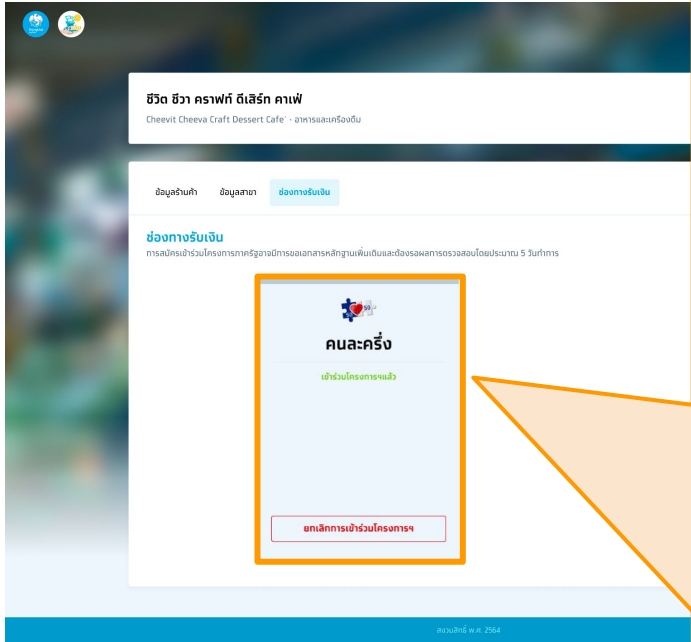 ชีวิต ชีวา คราฟท์ ดีเสิร์ท คาเฟ่
Cheevit Cheeva Craft Dessert Cafe' · อาหารและเครื่องดื่ม
ข้อมูลร้านค้า ข้อมูลสาขา ช่องทางรับเงิน
ช่องทางรับเงิน
การสมัครเข้าร่วมโครงการภาครัฐอาจมีการขอเอกสารหลักฐานเพิ่มเติมและต้องรอผลการตรวจสอบโดยประมาณ 5 วันทำการ
50
คนละครึ่ง
เข้าร่วมโครงการฯแล้ว
ยกเลิกการเข้าร่วมโครงการฯ
สงวนสิทธิ์ พ.ศ. 2564